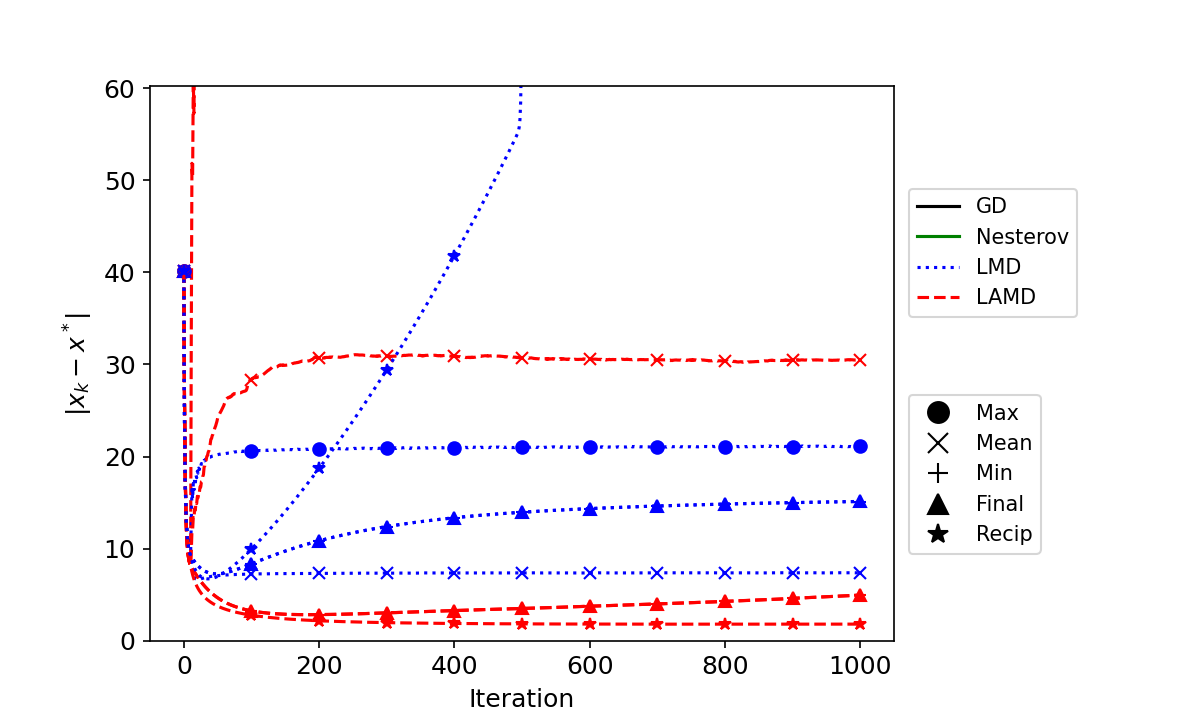 60
50
40
30
20
10
0
|x_k − x^*|
0 200 400 600 800 1000
Iteration
GD
Nesterov
LMD
LAMD
Max
Mean
Min
Final
Recip